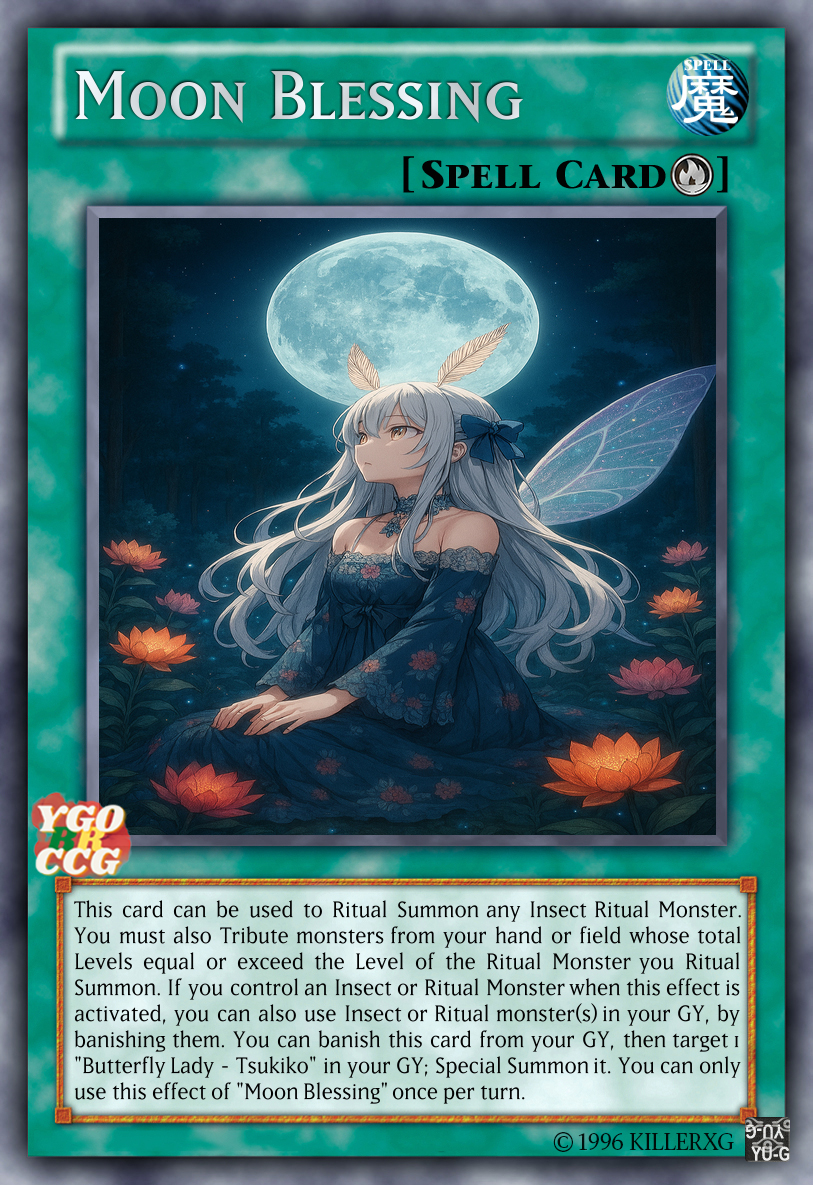 Moon Blessing
SPELL
魔
[Spell Card]
YGO
BR
CCG
This card can be used to Ritual Summon any Insect Ritual Monster.
You must also Tribute monsters from your hand or field whose total
Levels equal or exceed the Level of the Ritual Monster you Ritual
Summon. If you control an Insect or Ritual Monster when this effect is
activated, you can also use Insect or Ritual monster(s) in your GY, by
banishing them. You can banish this card from your GY, then target 1
"Butterfly Lady - Tsukiko" in your GY; Special Summon it. You can only
use this effect of "Moon Blessing" once per turn.
© 1996 KILLERXG
YU-G